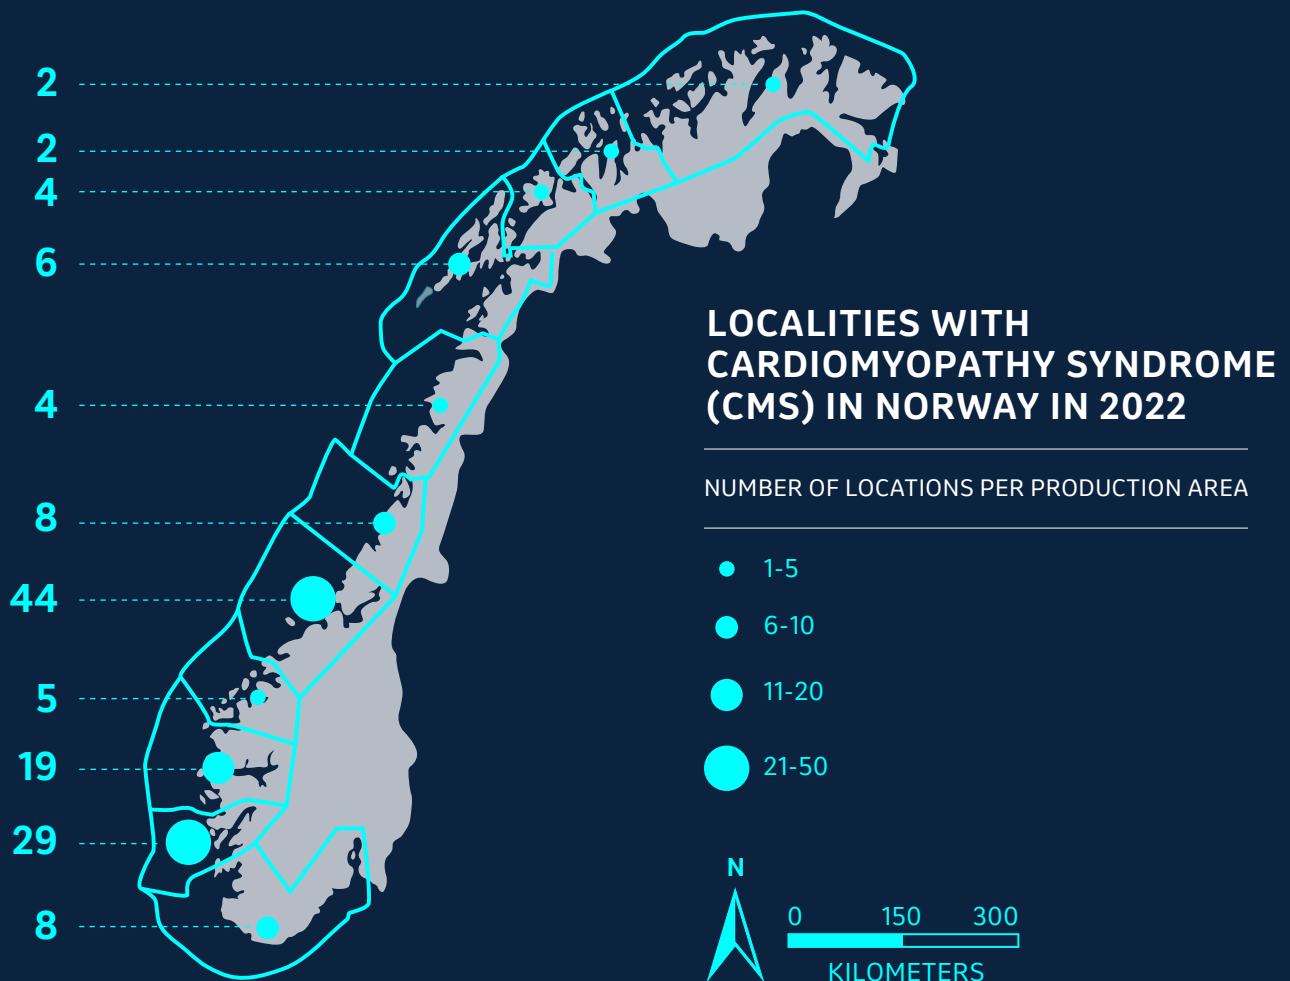 2
2
4
6
4
8
44
5
19
29
8
LOCALITIES WITH
CARDIOMYOPATHY SYNDROME
(CMS) IN NORWAY IN 2022
NUMBER OF LOCATIONS PER PRODUCTION AREA
1-5
6-10
11-20
21-50
N
0 150 300
KILOMETERS